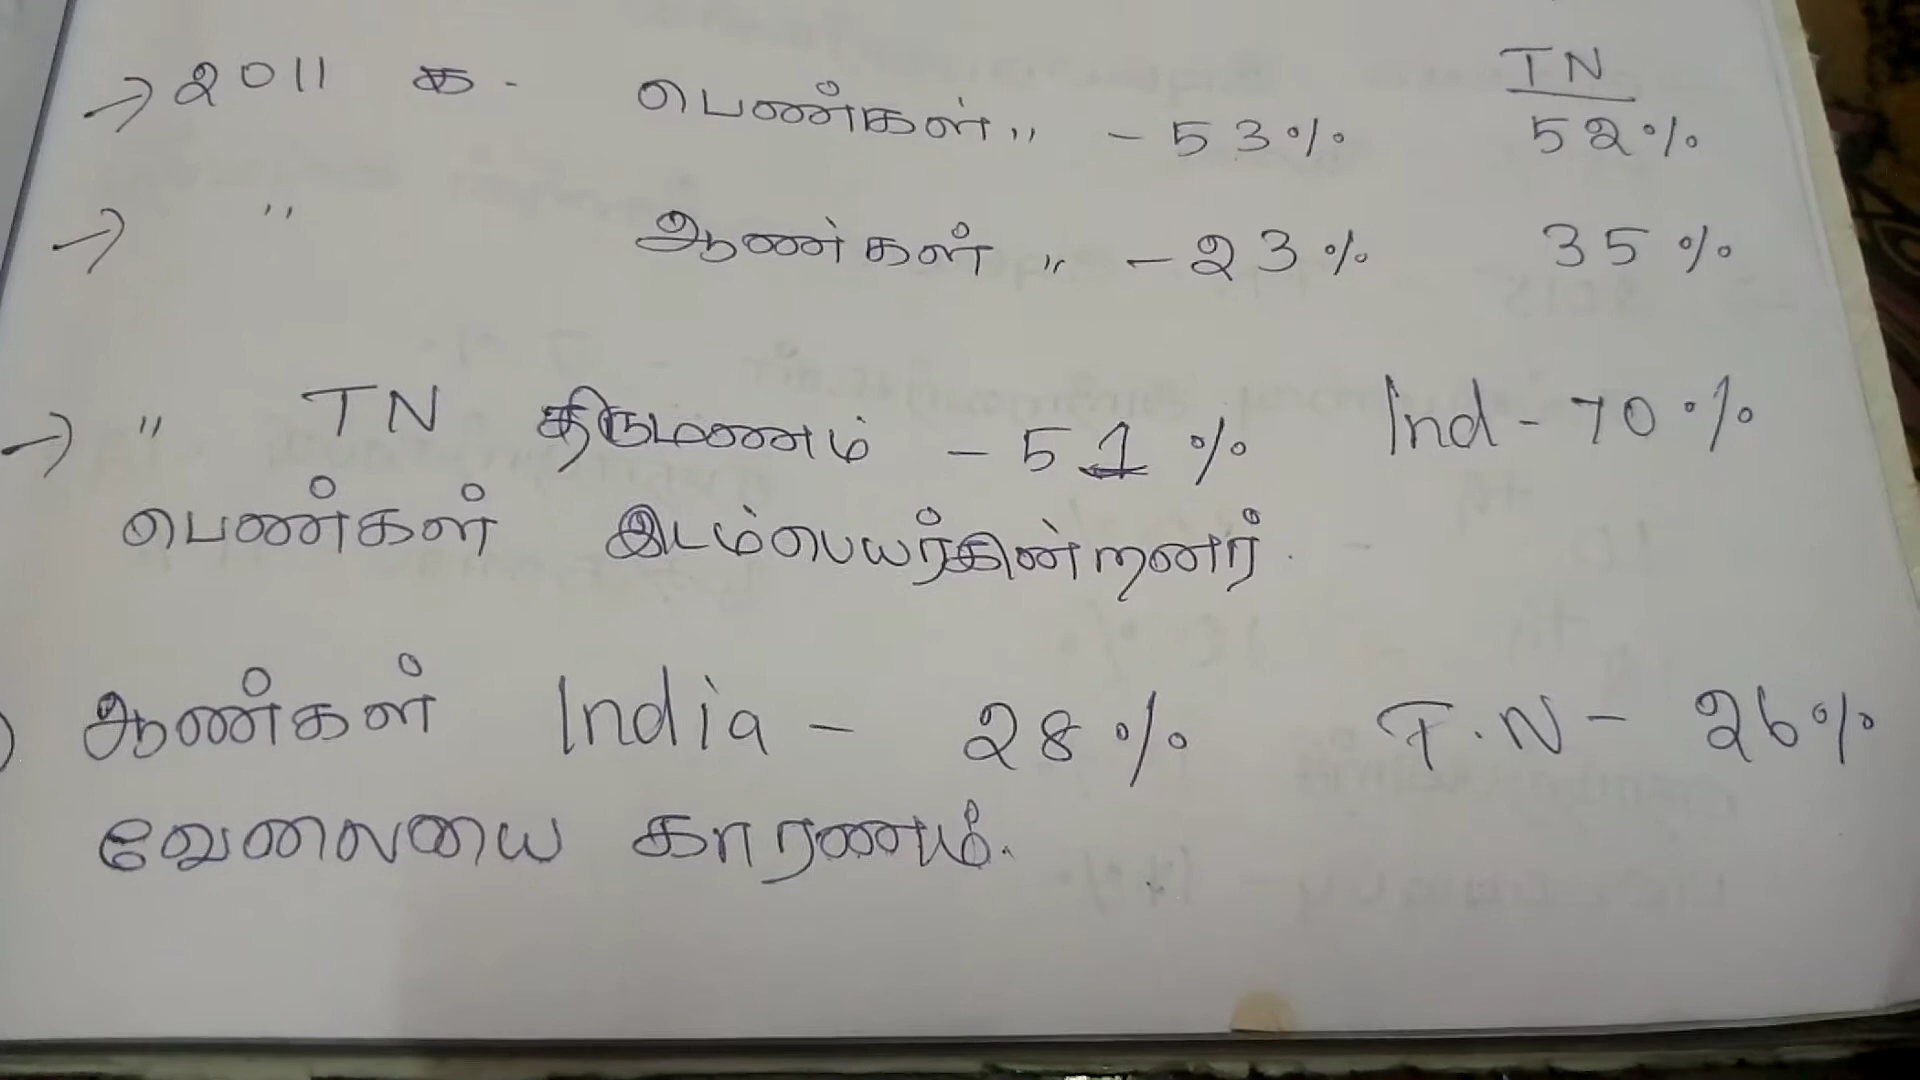 TN
→ 2011 க - பெண்கள் " - 53% 52%
→ " ஆண்கள் " - 23% 35%
→ " TN திருமணம் - 51% Ind - 70%
பெண்கள் இடம்பெயர்கின்றனர்.
ஆண்கள் India - 28% T.N - 26%
வேலையை காரணம்.